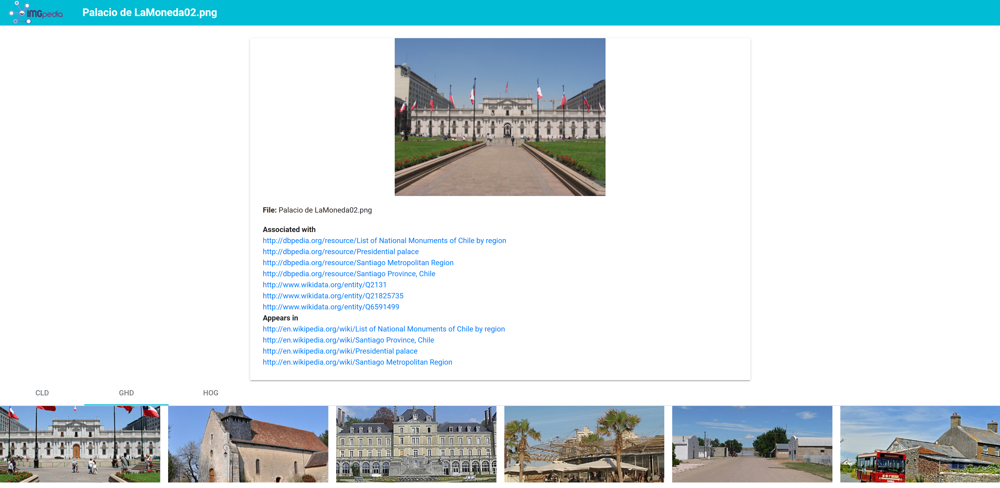 IMGpedia
Palacio de LaMoneda02.png
File: Palacio de LaMoneda02.png
Associated with
http://dbpedia.org/resource/List of National Monuments of Chile by region
http://dbpedia.org/resource/Presidential palace
http://dbpedia.org/resource/Santiago Metropolitan Region
http://dbpedia.org/resource/Santiago Province, Chile
http://www.wikidata.org/entity/Q2131
http://www.wikidata.org/entity/Q21825735
http://www.wikidata.org/entity/Q6591499
Appears in
http://en.wikipedia.org/wiki/List of National Monuments of Chile by region
http://en.wikipedia.org/wiki/Santiago Province, Chile
http://en.wikipedia.org/wiki/Presidential palace
http://en.wikipedia.org/wiki/Santiago Metropolitan Region
CLD
GHD
HOG